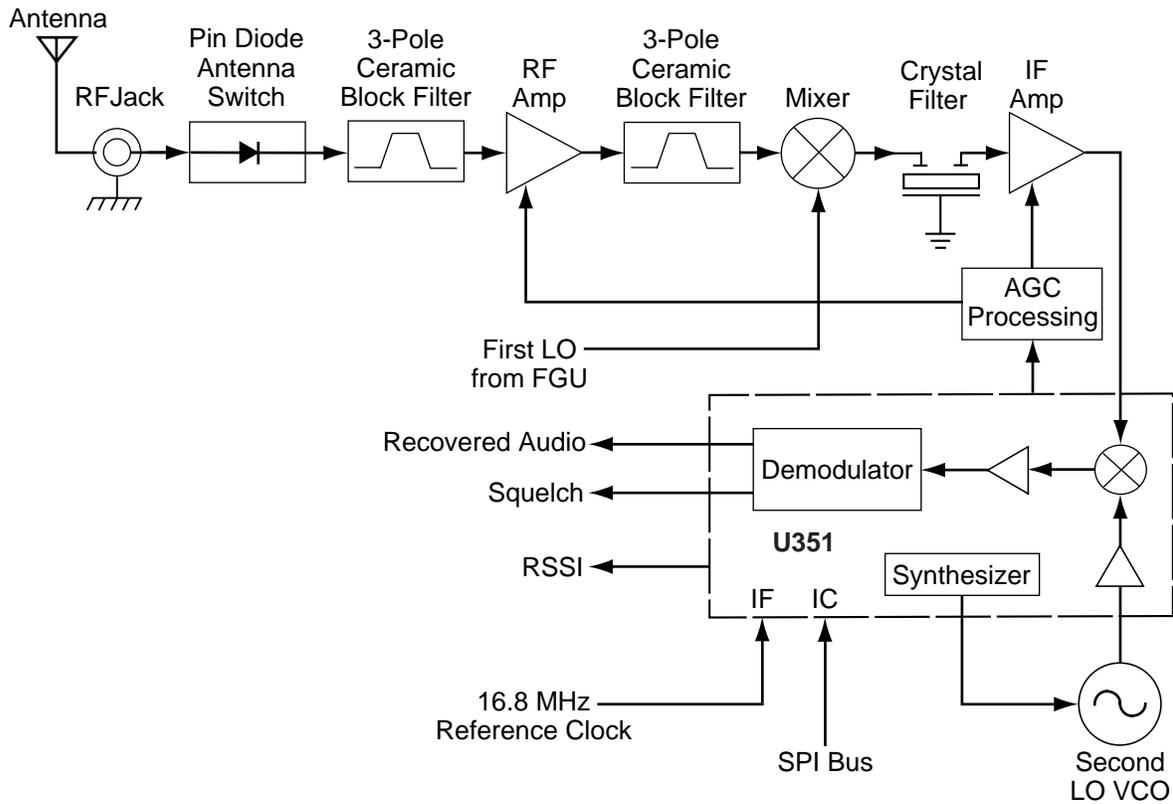 Antenna
RFJack
Pin Diode
Antenna
Switch
3-Pole
Ceramic
Block Filter
RF
Amp
3-Pole
Ceramic
Block Filter
Mixer
Crystal
Filter
IF
Amp
AGC
Processing
First LO
from FGU
Recovered Audio
Demodulator
Squelch
U351
RSSI
Synthesizer
IF
IC
16.8 MHz
Reference Clock
SPI Bus
Second
LO VCO